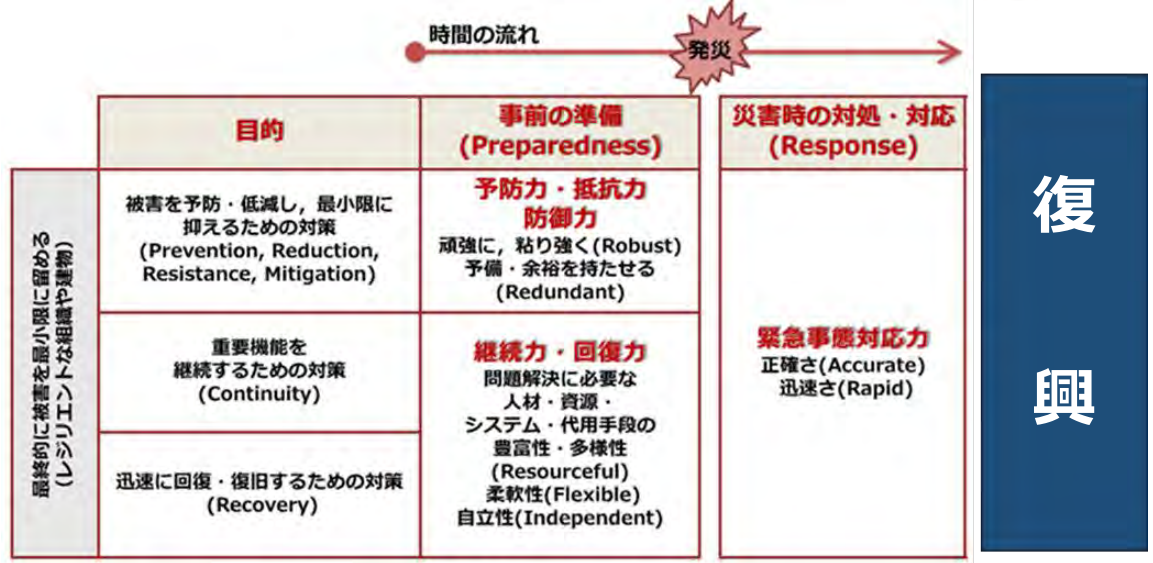 時間の流れ
発災
目的
事前の準備
(Preparedness)
災害時の対処・対応
(Response)
最終的に被害を最小限に留める
(レジリエントな組織や建物)
被害を予防・低減し，最小限に
抑えるための対策
(Prevention, Reduction,
Resistance, Mitigation)
予防力・抵抗力
防御力
頑強に，粘り強く(Robust)
予備・余裕を持たせる
(Redundant)
重要機能を
継続するための対策
(Continuity)
迅速に回復・復旧するための対策
(Recovery)
継続力・回復力
問題解決に必要な
人材・資源・
システム・代用手段の
豊富性・多様性
(Resourceful)
柔軟性(Flexible)
自立性(Independent)
緊急事態対応力
正確さ(Accurate)
迅速さ(Rapid)
復興